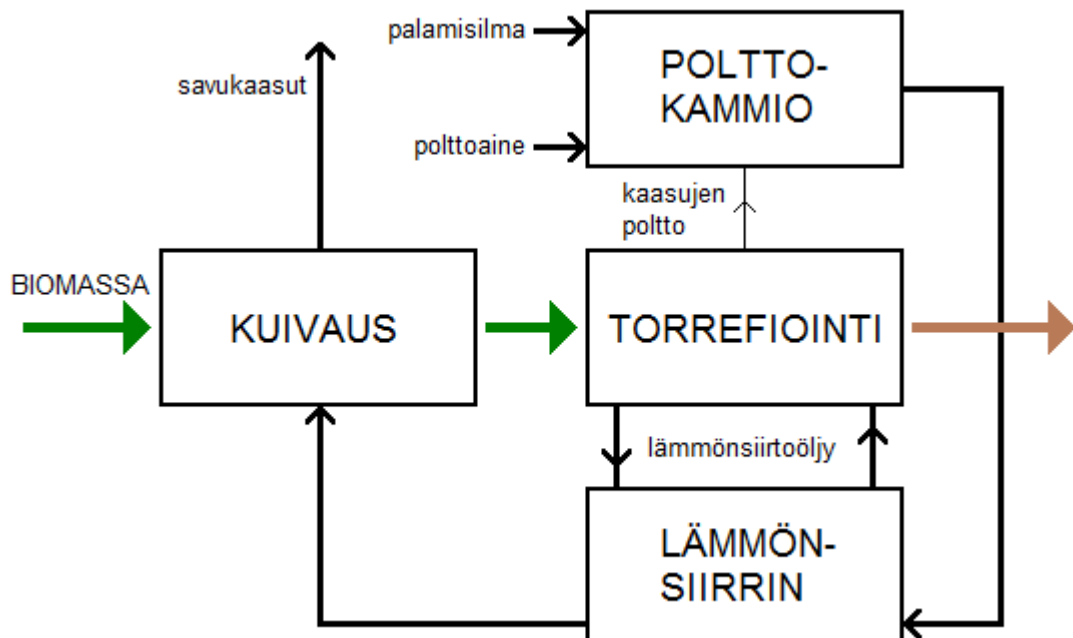 palamisilma
POLTTO-
KAMMIO
savukaasut
polttoaine
kaasujen
poltto
BIOMASSA
KUIVAUS
TORREFIOINTI
lämmönsiirtoöljy
LÄMMÖN-
SIIRRIN